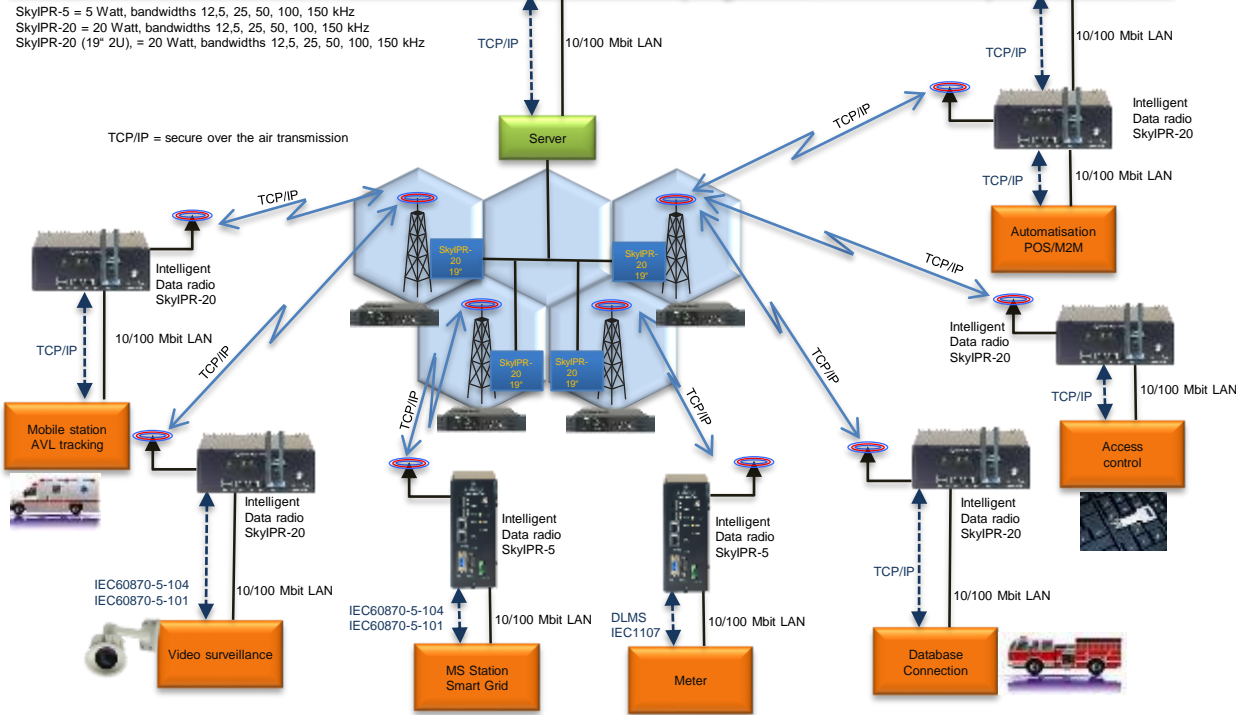 SkyIPR-5 = 5 Watt, bandwidths 12,5, 25, 50, 100, 150 kHz
SkyIPR-20 = 20 Watt, bandwidths 12,5, 25, 50, 100, 150 kHz
SkyIPR-20 (19" 2U), = 20 Watt, bandwidths 12,5, 25, 50, 100, 150 kHz
TCP/IP
10/100 Mbit LAN
TCP/IP
10/100 Mbit LAN
TCP/IP = secure over the air transmission
Server
TCP/IP
Intelligent
Data radio
SkyIPR-20
TCP/IP
10/100 Mbit LAN
Automatisation
POS/M2M
TCP/IP
SkyIPR-
20
19"
SkyIPR-
20
19"
TCP/IP
Intelligent
Data radio
SkyIPR-20
TCP/IP
10/100 Mbit LAN
Intelligent
Data radio
SkyIPR-20
TCP/IP
10/100 Mbit LAN
SkyIPR-
20
19"
SkyIPR-
20
19"
TCP/IP
TCP/IP
TCP/IP
TCP/IP
Mobile station
AVL tracking
Access
control
Intelligent
Data radio
SkyIPR-20
Intelligent
Data radio
SkyIPR-5
Intelligent
Data radio
SkyIPR-5
Intelligent
Data radio
SkyIPR-20
IEC60870-5-104
IEC60870-5-101
10/100 Mbit LAN
IEC60870-5-104
IEC60870-5-101
10/100 Mbit LAN
DLMS
IEC1107
10/100 Mbit LAN
TCP/IP
10/100 Mbit LAN
Video surveillance
MS Station
Smart Grid
Meter
Database
Connection